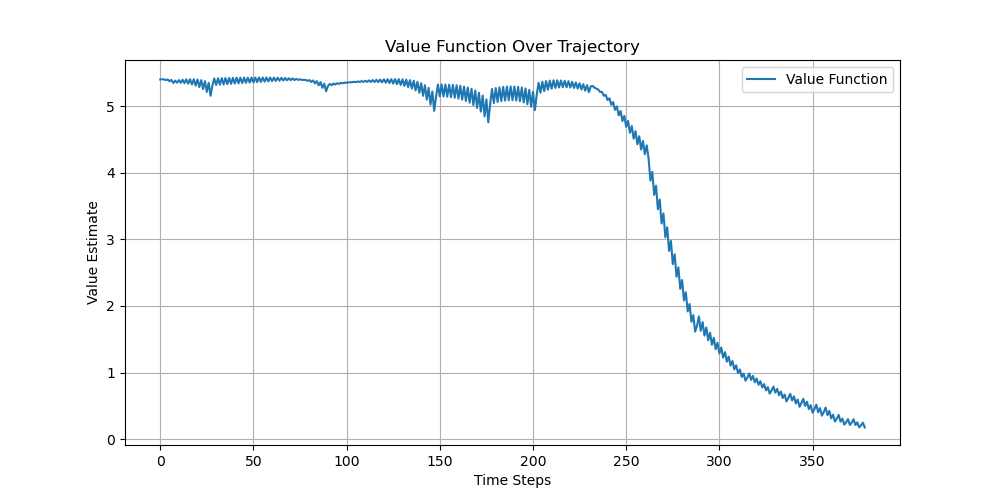 Value Function Over Trajectory
Value Function
Value Estimate
5
4
3
2
1
0
0 50 100 150 200 250 300 350
Time Steps